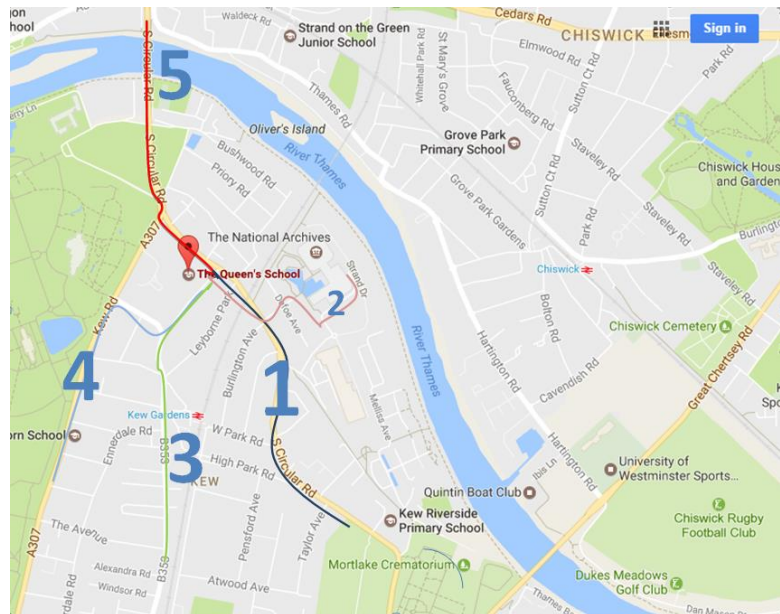 Waldeck Rd
Strand on the Green
Junior School
CHISWICK
Cedars Rd
Sign in
S Circular Rd
5
Thames Rd
Whitehall Park Rd
St Mary's Grove
Elmwood Rd
Fauconberg Rd
Sutton Ct Rd
Park Rd
Oliver's Island
River Thames
Grove Park
Primary School
Staveley Rd
Chiswick House
and Garden
Bushwood Rd
Priory Rd
S Circular Rd
Sutton Ct Rd
Park Rd
Staveley Rd
Burlington
A307
The National Archives
Grove Park Gardens
Staveley Rd
The Queen's School
Strand Dr
Chiswick
2
Defoe Ave
Kew Rd
Leyborne Park
Burlington Ave
River Thames
Hartington Rd
Bolton Rd
Chiswick Cemetery
Great Chertsey Rd
4
1
Cavendish Rd
Kew Gardens
Melliss Ave
Ennerdale Rd
B353
W Park Rd
3
High Park Rd
KEW
S Circular Rd
Hartington Rd
Ibis Ln
University of
Westminster Sports...
Quintin Boat Club
Pensford Ave
Taylor Ave
Kew Riverside
Primary School
Chiswick Rugby
Football Club
A307
The Avenue
B353
Alexandra Rd
Windsor Rd
Atwood Ave
Mortlake Crematorium
Dukes Meadows
Golf Club
Dan Mason